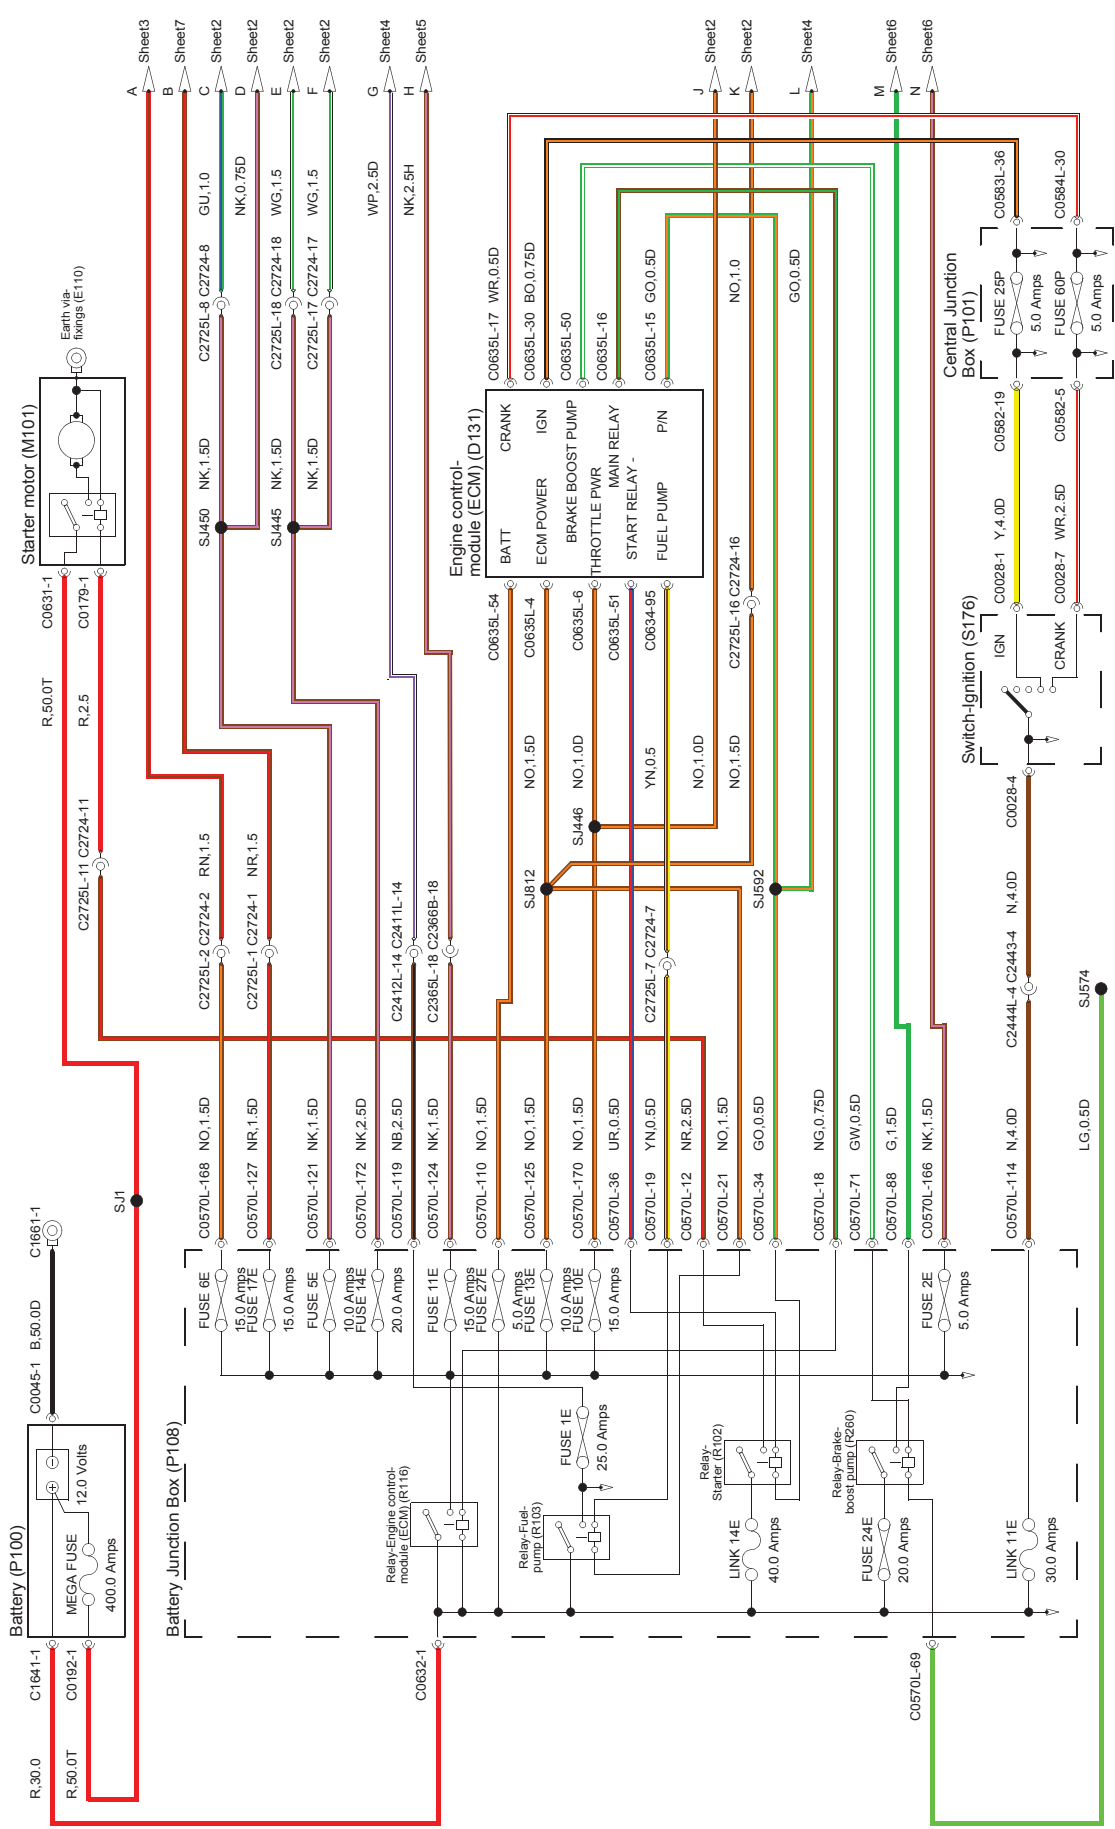 Battery (P100)
C1641-1
R,30.0
C0192-1
R,50.0T
MEGA FUSE
400.0 Amps
12.0 Volts
C0045-1
B,50.0D
C1661-1
SJ1
Starter motor (M101)
Earth via-
fixings (E110)
C0631-1
R,50.0T
C0179-1
R,2.5
C2725L-11
C2724-11
Battery Junction Box (P108)
FUSE 6E
15.0 Amps
C0570L-168
NO,1.5D
C2725L-2
C2724-2
RN,1.5
A
Sheet3
FUSE 17E
15.0 Amps
C0570L-127
NR,1.5D
C2725L-1
C2724-1
NR,1.5
B
Sheet7
FUSE 5E
10.0 Amps
C0570L-121
NK,1.5D
SJ450
NK,1.5D
C2725L-8
C2724-8
GU,1.0
C
Sheet2
NK,0.75D
D
Sheet2
FUSE 14E
20.0 Amps
C0570L-172
NK,2.5D
SJ445
NK,1.5D
C2725L-18
C2724-18
WG,1.5
E
Sheet2
NK,1.5D
C2725L-17
C2724-17
WG,1.5
F
Sheet2
C0570L-119
NB,2.5D
C2412L-14
C2411L-14
WP,2.5D
G
Sheet4
FUSE 11E
15.0 Amps
C0570L-124
NK,1.5D
C2365L-18
C2366B-18
NK,2.5H
H
Sheet5
FUSE 27E
5.0 Amps
C0570L-110
NO,1.5D
FUSE 13E
10.0 Amps
C0570L-125
NO,1.5D
SJ812
NO,1.5D
FUSE 10E
15.0 Amps
C0570L-170
NO,1.5D
SJ446
NO,1.0D
C0570L-36
UR,0.5D
C0570L-19
YN,0.5D
C2725L-7
C2724-7
YN,0.5
C0570L-12
NR,2.5D
C0570L-21
NO,1.5D
C0570L-34
GO,0.5D
SJ592
C0570L-18
NG,0.75D
C0570L-71
GW,0.5D
C0570L-88
G,1.5D
FUSE 2E
5.0 Amps
C0570L-166
NK,1.5D
C0570L-114
N,4.0D
C2444L-4
C2443-4
N,4.0D
C0028-4
Relay-Engine control-
module (ECM) (R116)
C0632-1
FUSE 1E
25.0 Amps
Relay-Fuel-
pump (R103)
Relay-
Starter (R102)
LINK 14E
40.0 Amps
Relay-Brake-
boost pump (R260)
FUSE 24E
20.0 Amps
LINK 11E
30.0 Amps
C0570L-69
LG,0.5D
SJ574
Engine control-
module (ECM) (D131)
C0635L-54
BATT
CRANK
C0635L-17
WR,0.5D
C0635L-4
ECM POWER
IGN
C0635L-30
BO,0.75D
BRAKE BOOST PUMP
C0635L-50
C0635L-6
THROTTLE PWR
MAIN RELAY
C0635L-16
C0635L-51
START RELAY -
C0634-95
FUEL PUMP
P/N
C0635L-15
GO,0.5D
NO,1.0D
J
Sheet2
NO,1.5D
C2725L-16
C2724-16
NO,1.0
K
Sheet2
GO,0.5D
L
Sheet4
M
Sheet6
N
Sheet6
Switch-Ignition (S176)
IGN
CRANK
C0028-1
Y,4.0D
C0582-19
C0028-7
WR,2.5D
C0582-5
Central Junction
Box (P101)
FUSE 25P
5.0 Amps
C0583L-36
FUSE 60P
5.0 Amps
C0584L-30